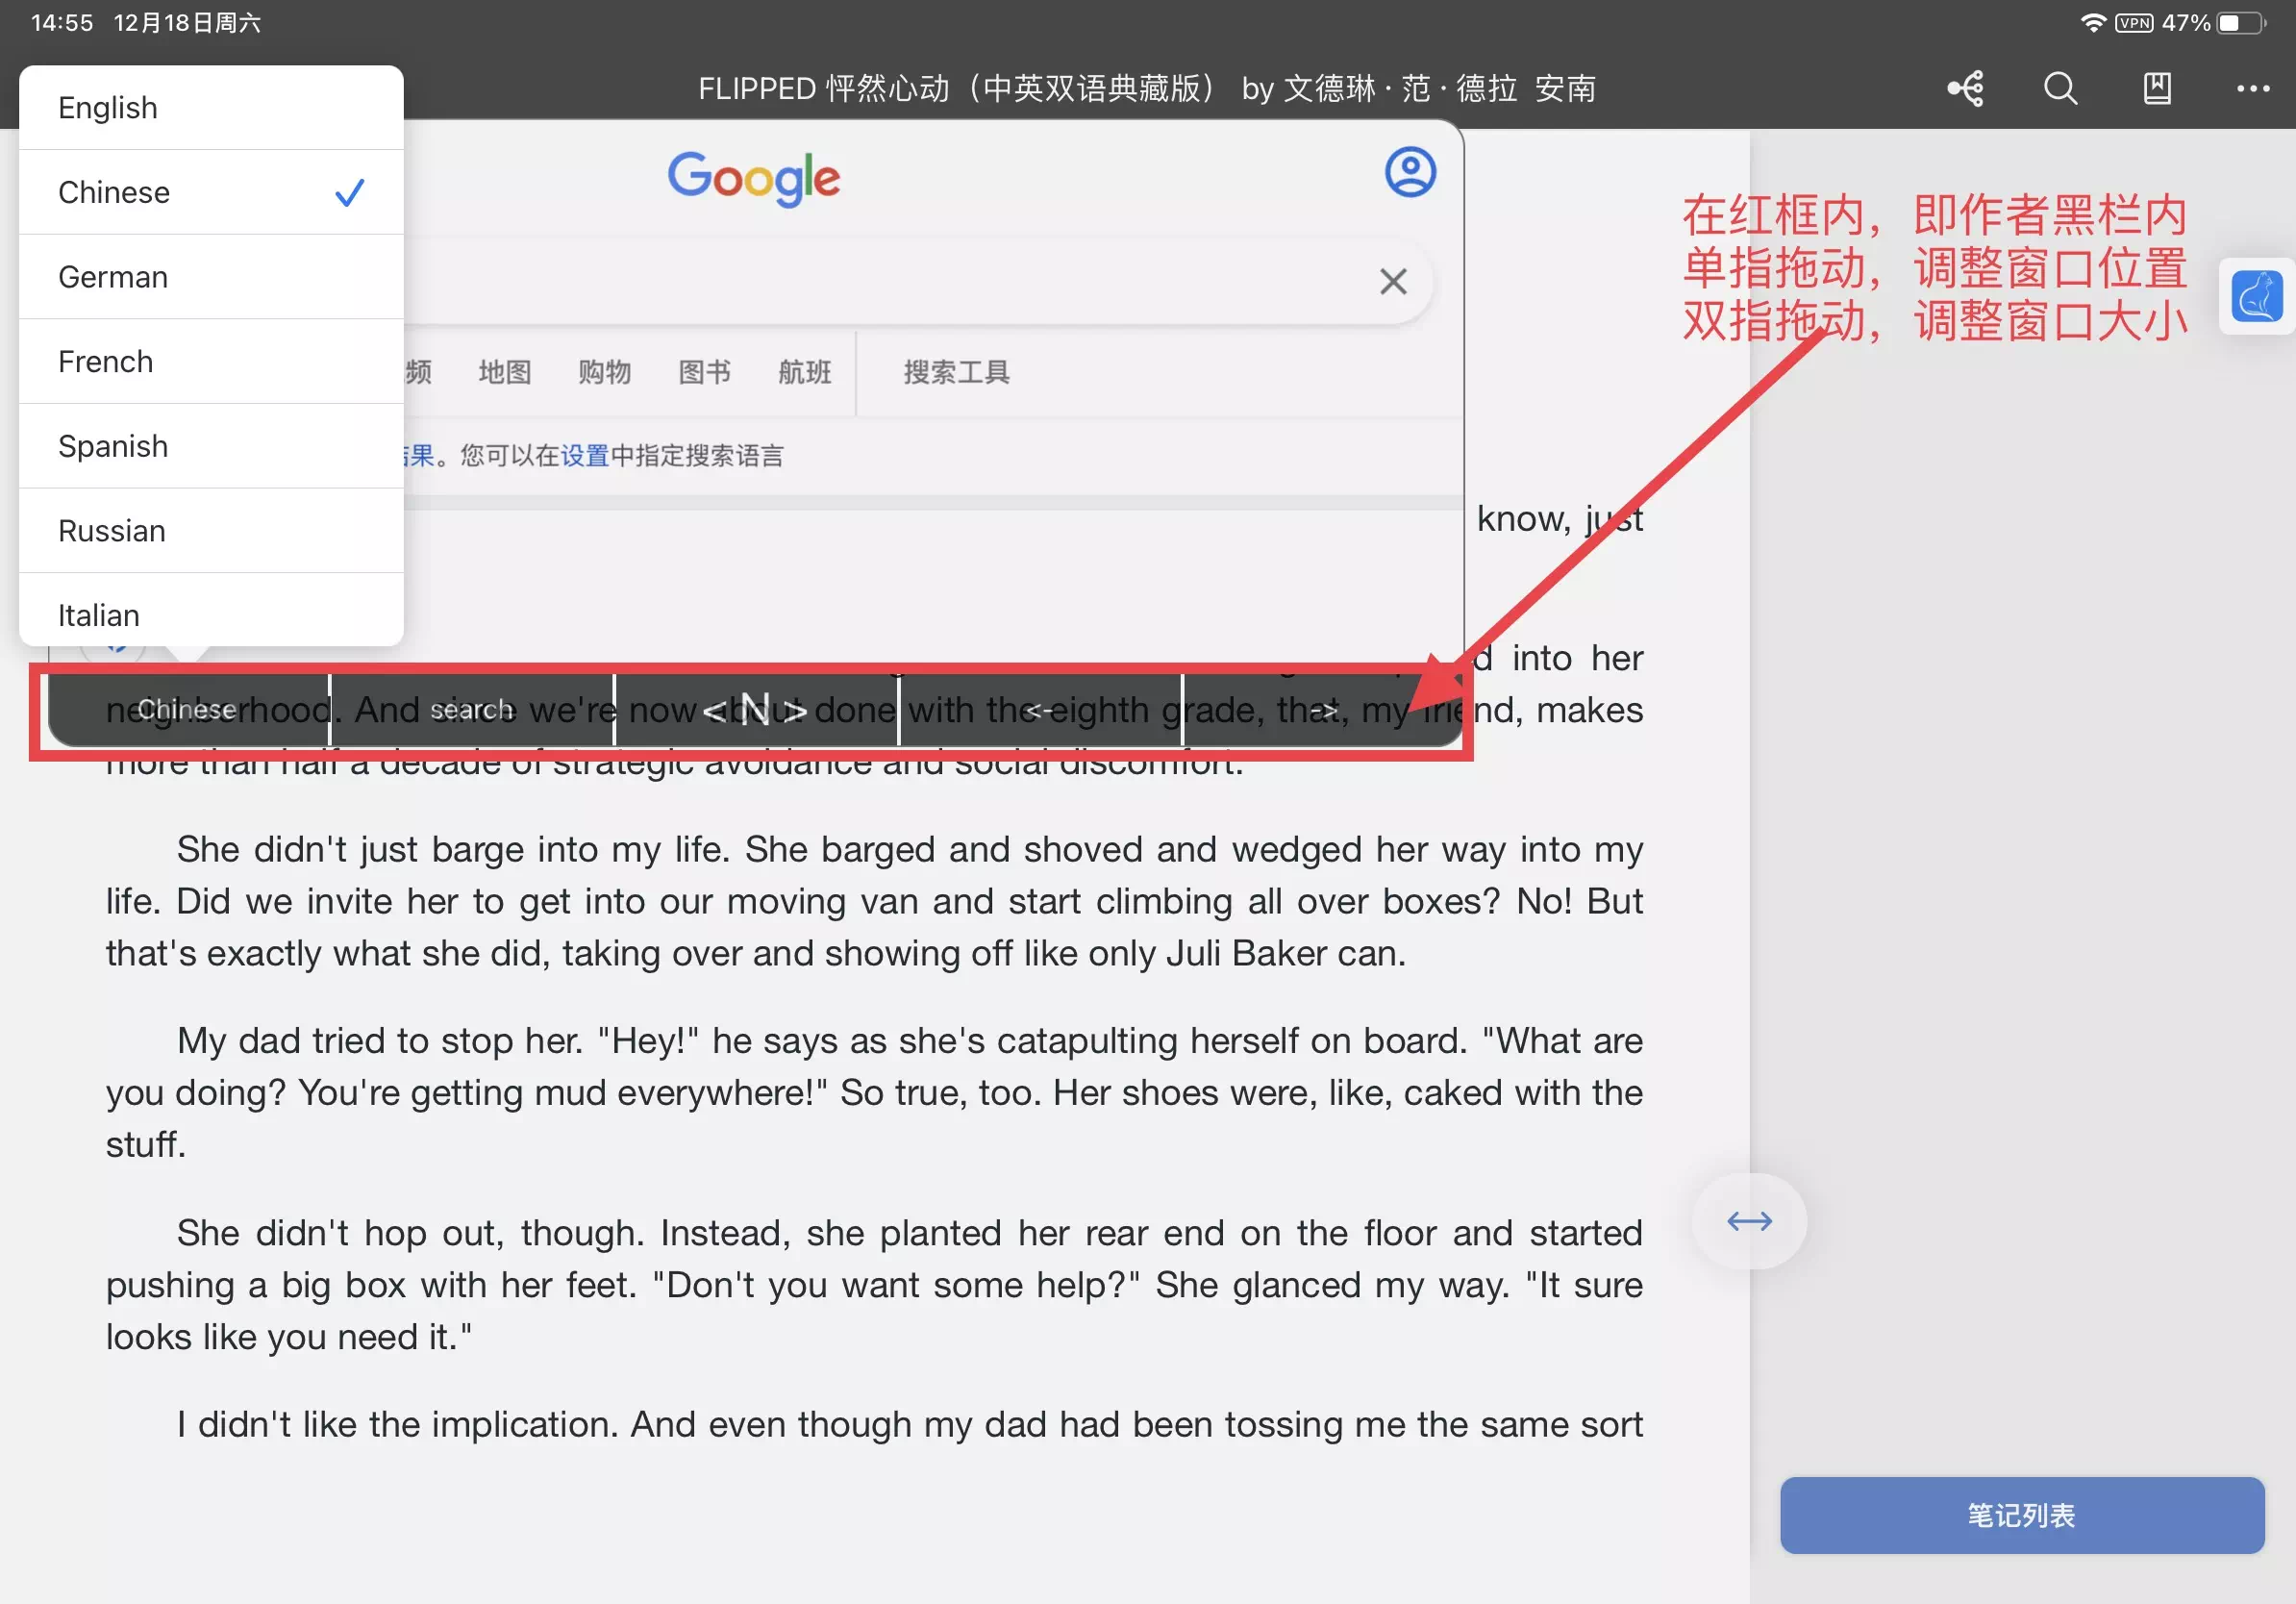 14:55 12月18日周六
VPN 47%
FLIPPED 怦然心动（中英双语典藏版） by 文德琳·范·德拉 安南
English
Chinese
German
French
Spanish
Russian
Italian
Google
频 地图 购物 图书 航班 搜索工具
结果。您可以在设置中指定搜索语言
在红框内，即作者黑栏内
单指拖动，调整窗口位置
双指拖动，调整窗口大小
know, just
into her
Chinese search < N > <- ->
neighborhood. And since we're now about done with the eighth grade, that, my friend, makes
more than half a decade of strategic avoidance and social discomfort.
She didn't just barge into my life. She barged and shoved and wedged her way into my
life. Did we invite her to get into our moving van and start climbing all over boxes? No! But
that's exactly what she did, taking over and showing off like only Juli Baker can.
My dad tried to stop her. "Hey!" he says as she's catapulting herself on board. "What are
you doing? You're getting mud everywhere!" So true, too. Her shoes were, like, caked with the
stuff.
She didn't hop out, though. Instead, she planted her rear end on the floor and started
pushing a big box with her feet. "Don't you want some help?" She glanced my way. "It sure
looks like you need it."
I didn't like the implication. And even though my dad had been tossing me the same sort
笔记列表